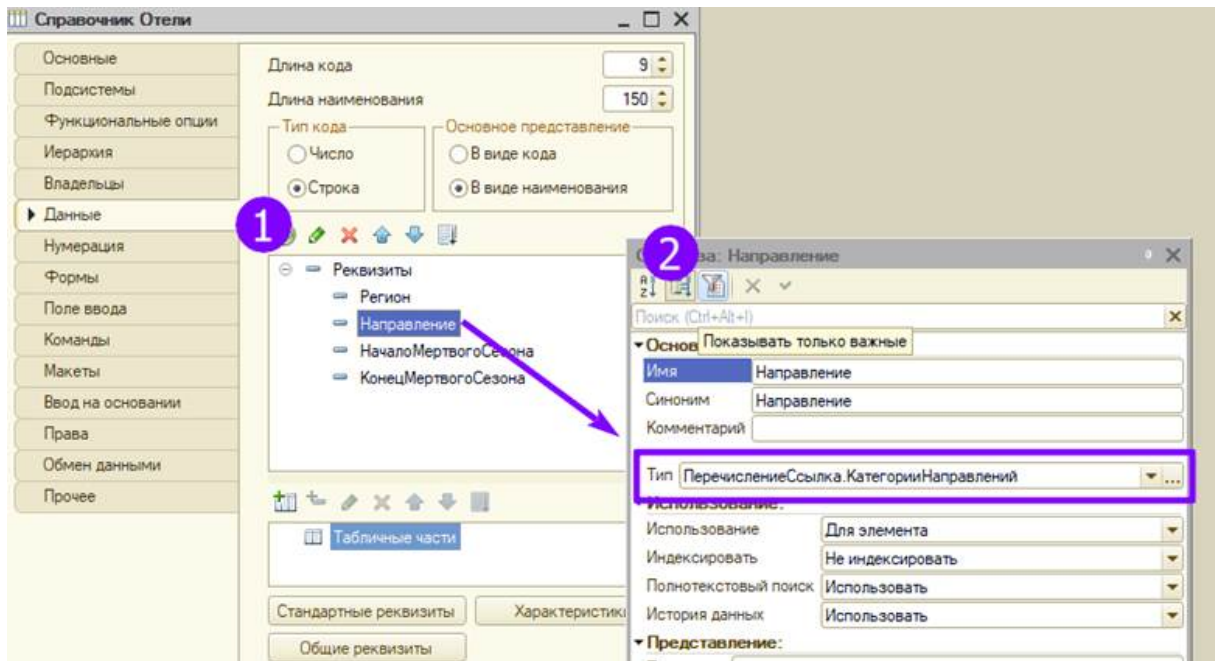 Справочник Отели
Основные
Подсистемы
Функциональные опции
Иерархия
Владельцы
Данные
Нумерация
Формы
Поле ввода
Команды
Макеты
Ввод на основании
Права
Обмен данными
Прочее
Длина кода 9
Длина наименования 150
Тип кода
Число
Строка
Основное представление
В виде кода
В виде наименования
1
Реквизиты
Регион
Направление
НачалоМертвогоСезона
КонецМертвогоСезона
Табличные части
Стандартные реквизиты
Характеристик
Общие реквизиты
2
ва: Направление
Поиск (Ctrl+Alt+I)
Основ
Показывать только важные
Имя Направление
Синоним Направление
Комментарий
Тип ПеречислениеСсылка.КатегорииНаправлений ...
Использование:
Использование Для элемента
Индексировать Не индексировать
Полнотекстовый поиск Использовать
История данных Использовать
Представление: